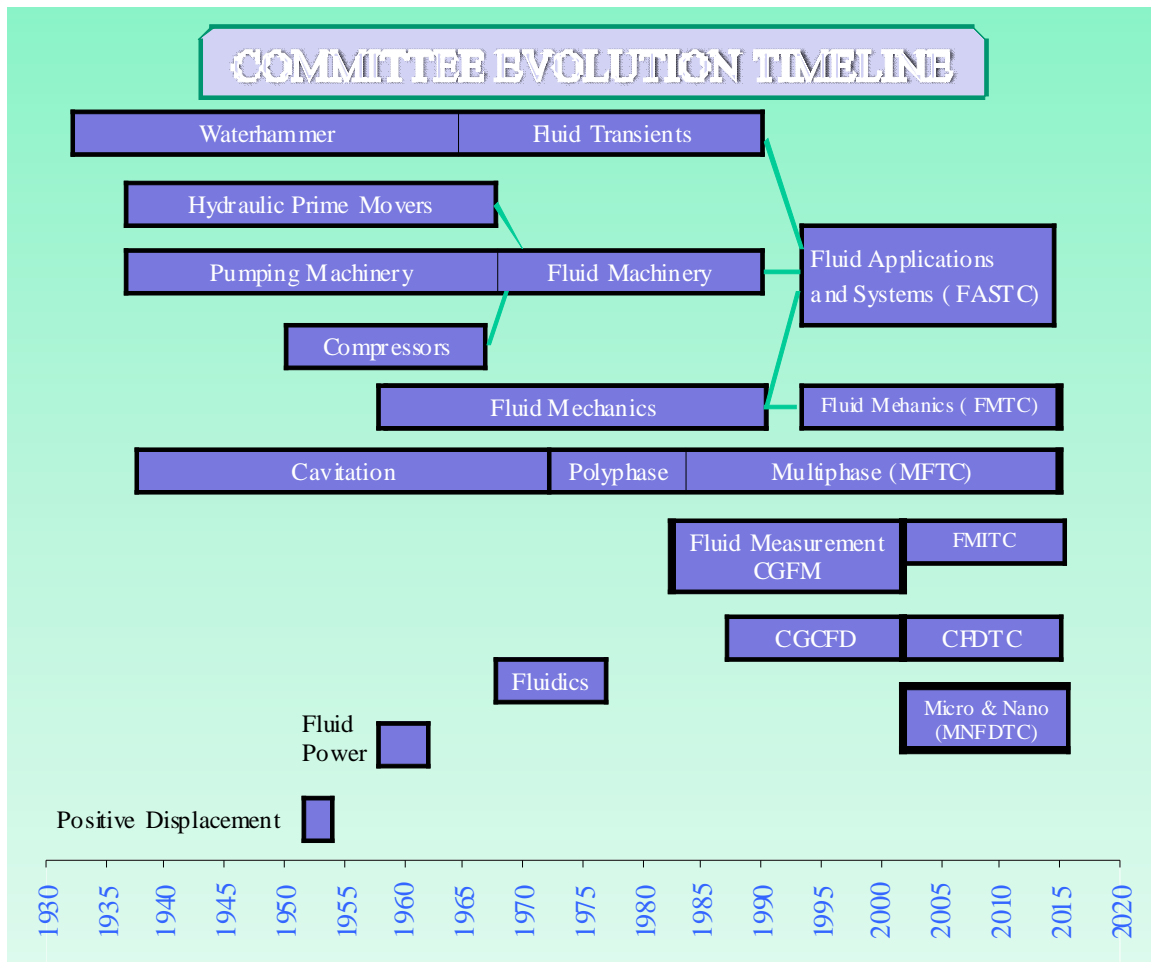 COMMITTEE EVOLUTION TIMELINE
Waterhammer
Fluid Transients
Hydraulic Prime Movers
Pumping Machinery
Fluid Machinery
Fluid Applications
and Systems ( FASTC)
Compressors
Fluid Mechanics
Fluid Mehanics ( FMTC)
Cavitation
Polyphase
Multiphase (MFTC)
Fluid Measurement
CGFM
FMITC
CGCFD
CFDTC
Fluidics
Micro & Nano
(MNFDTC)
Fluid
Power
Positive Displacement
1930
1935
1940
1945
1950
1955
1960
1965
1970
1975
1980
1985
1990
1995
2000
2005
2010
2015
2020